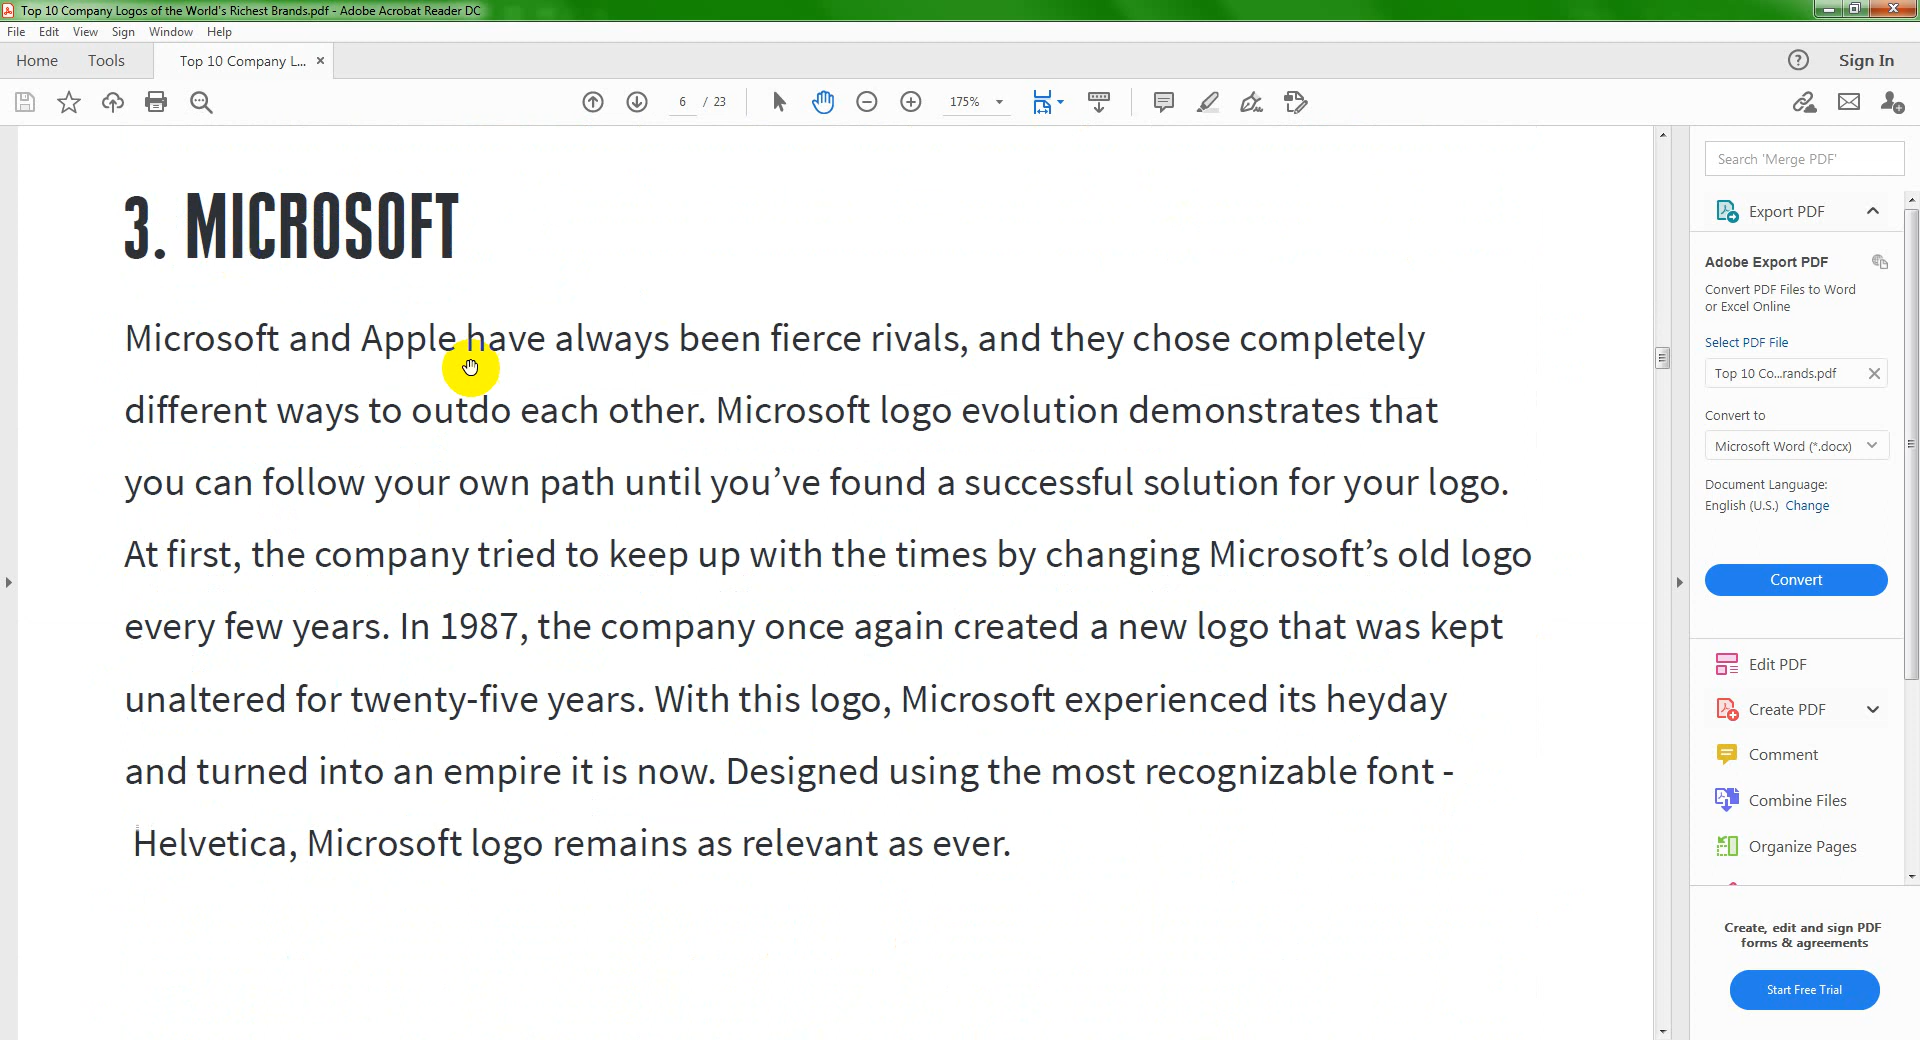 Top 10 Company Logos of the World's Richest Brands.pdf - Adobe Acrobat Reader DC
File Edit View Sign Window Help
Home Tools Top 10 Company L... × ? Sign In
6 / 23 175%
Search 'Merge PDF'
3. MICROSOFT
Microsoft and Apple have always been fierce rivals, and they chose completely
different ways to outdo each other. Microsoft logo evolution demonstrates that
you can follow your own path until you’ve found a successful solution for your logo.
At first, the company tried to keep up with the times by changing Microsoft’s old logo
every few years. In 1987, the company once again created a new logo that was kept
unaltered for twenty-five years. With this logo, Microsoft experienced its heyday
and turned into an empire it is now. Designed using the most recognizable font -
Helvetica, Microsoft logo remains as relevant as ever.
Export PDF
Adobe Export PDF
Convert PDF Files to Word
or Excel Online
Select PDF File
Top 10 Co...rands.pdf
Convert to
Microsoft Word (*.docx)
Document Language:
English (U.S.) Change
Convert
Edit PDF
Create PDF
Comment
Combine Files
Organize Pages
Create, edit and sign PDF
forms & agreements
Start Free Trial